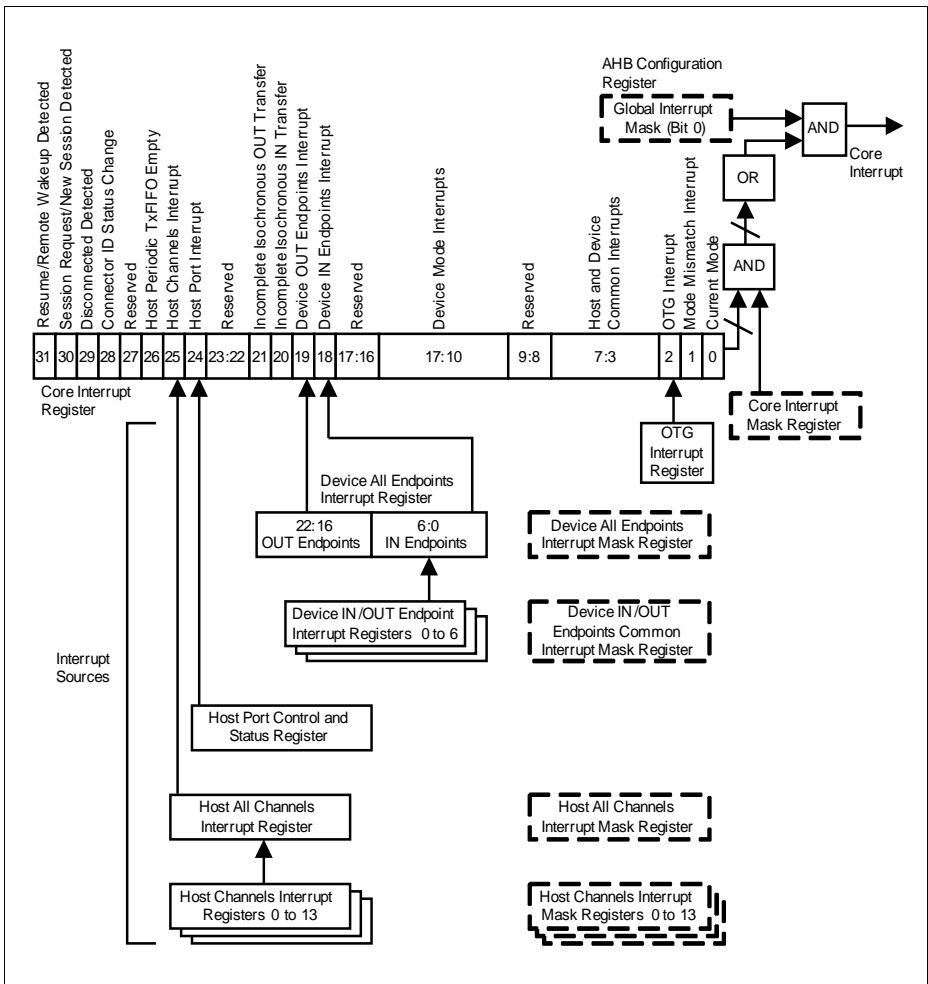 AHB Configuration
Register
Global Interrupt
Mask (Bit 0)
AND
Core
Interrupt
OR
AND
Resume/Remote Wakeup Detected
Session Request/New Session Detected
Disconnected Detected
Connector ID Status Change
Reserved
Host Periodic TxFIFO Empty
Host Channels Interrupt
Host Port Interrupt
Reserved
Incomplete Isochronous OUT Transfer
Incomplete Isochronous IN Transfer
Device OUT Endpoints Interrupt
Device IN Endpoints Interrupt
Reserved
Device Mode Interrupts
Reserved
Host and Device
Common Interrupts
OTG Interrupt
Mode Mismatch Interrupt
Current Mode
31 30 29 28 27 26 25 24 23:22 21 20 19 18 17:16 17:10 9:8 7:3 2 1 0
Core Interrupt
Register
Core Interrupt
Mask Register
OTG
Interrupt
Register
Device All Endpoints
Interrupt Register
22:16
OUT Endpoints
6:0
IN Endpoints
Device All Endpoints
Interrupt Mask Register
Device IN/OUT Endpoint
Interrupt Registers 0 to 6
Device IN/OUT
Endpoints Common
Interrupt Mask Register
Interrupt
Sources
Host Port Control and
Status Register
Host All Channels
Interrupt Register
Host All Channels
Interrupt Mask Register
Host Channels Interrupt
Registers 0 to 13
Host Channels Interrupt
Mask Registers 0 to 13